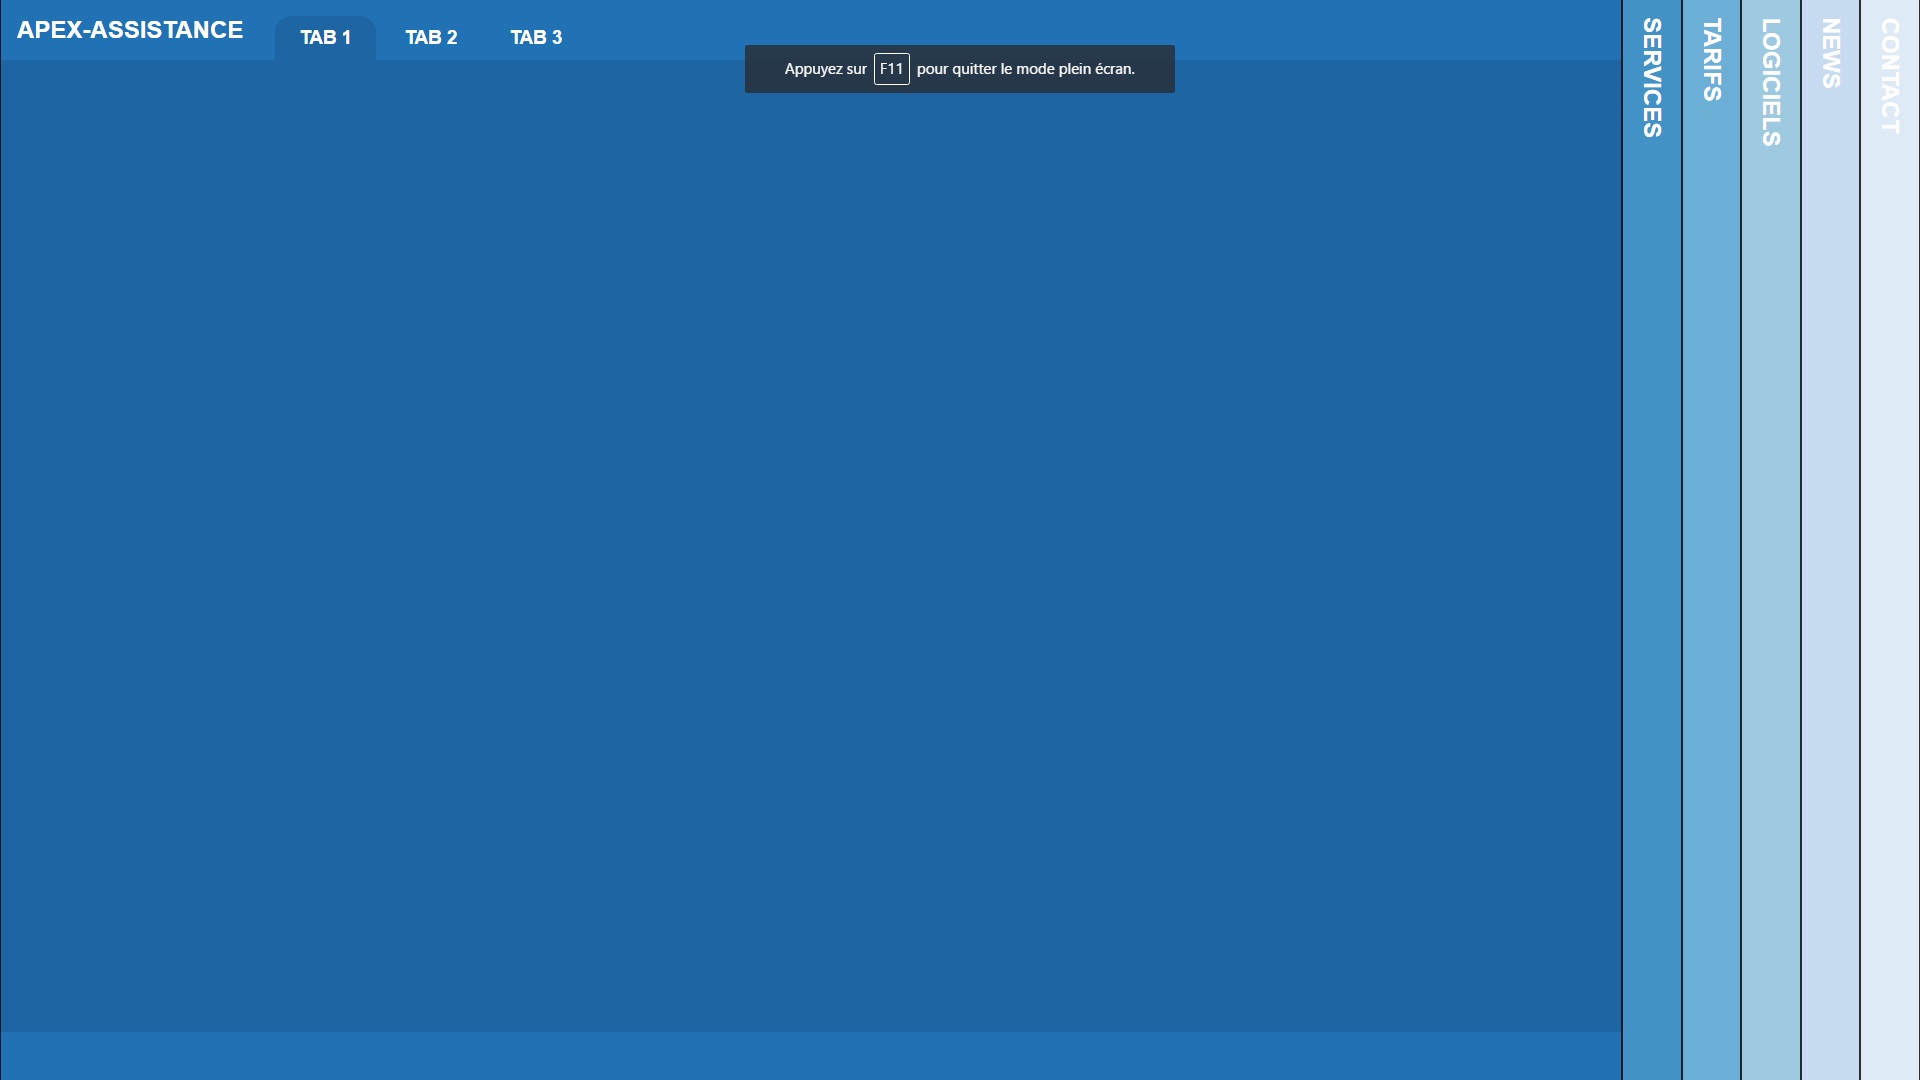 APEX-ASSISTANCE
TAB 1
TAB 2
TAB 3
Appuyez sur F11 pour quitter le mode plein écran.
SERVICES
TARIFS
LOGICIELS
NEWS
CONTACT